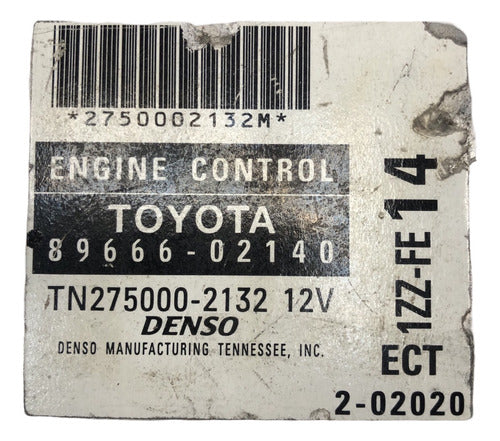 *2750002132M*
ENGINE CONTROL
TOYOTA
89666-02140
TN275000-2132 12V
DENSO
DENSO MANUFACTURING TENNESSEE, INC.
1ZZ-FE 14
ECT
2-02020